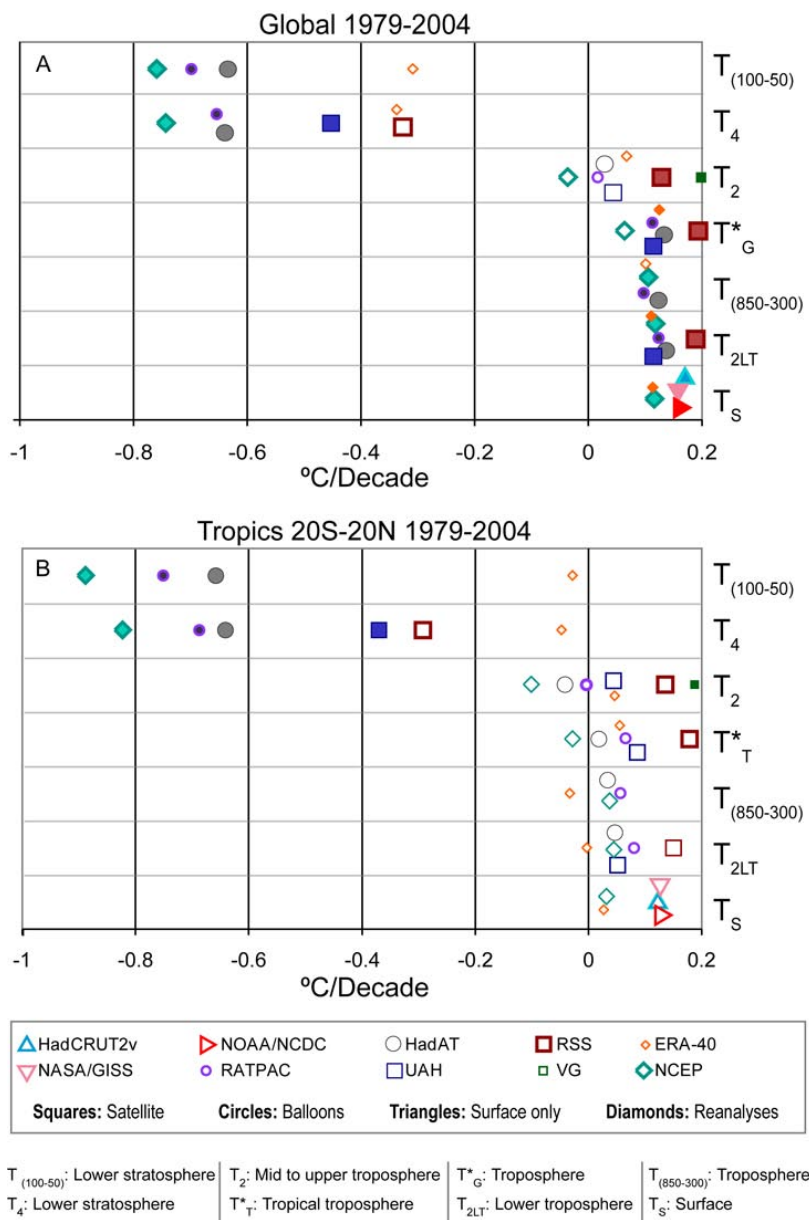 Global 1979-2004
A
T(100-50)
T4
T2
T*G
T(850-300)
T2LT
TS
-1 -0.8 -0.6 -0.4 -0.2 0 0.2
ºC/Decade
Tropics 20S-20N 1979-2004
B
T(100-50)
T4
T2
T*T
T(850-300)
T2LT
TS
-1 -0.8 -0.6 -0.4 -0.2 0 0.2
ºC/Decade
HadCRUT2v NOAA/NCDC HadAT RSS ERA-40
NASA/GISS RATPAC UAH VG NCEP
Squares: Satellite Circles: Balloons Triangles: Surface only Diamonds: Reanalyses
T (100-50): Lower stratosphere T2: Mid to upper troposphere T*G: Troposphere T(850-300): Troposphere
T4: Lower stratosphere T*T: Tropical troposphere T2LT: Lower troposphere TS: Surface